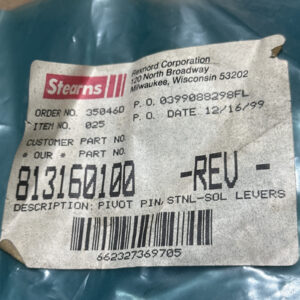 Stearns
Rexnord Corporation
120 North Broadway
Milwaukee, Wisconsin 53202
ORDER NO. 35046D
P. O. 0399088298FL
ITEM NO. 025
P. O. DATE 12/16/99
CUSTOMER PART NO.
* OUR * PART NO.
813160100 -REV-
DESCRIPTION: PIVOT PIN, STNL-SOL LEVERS
662327369705